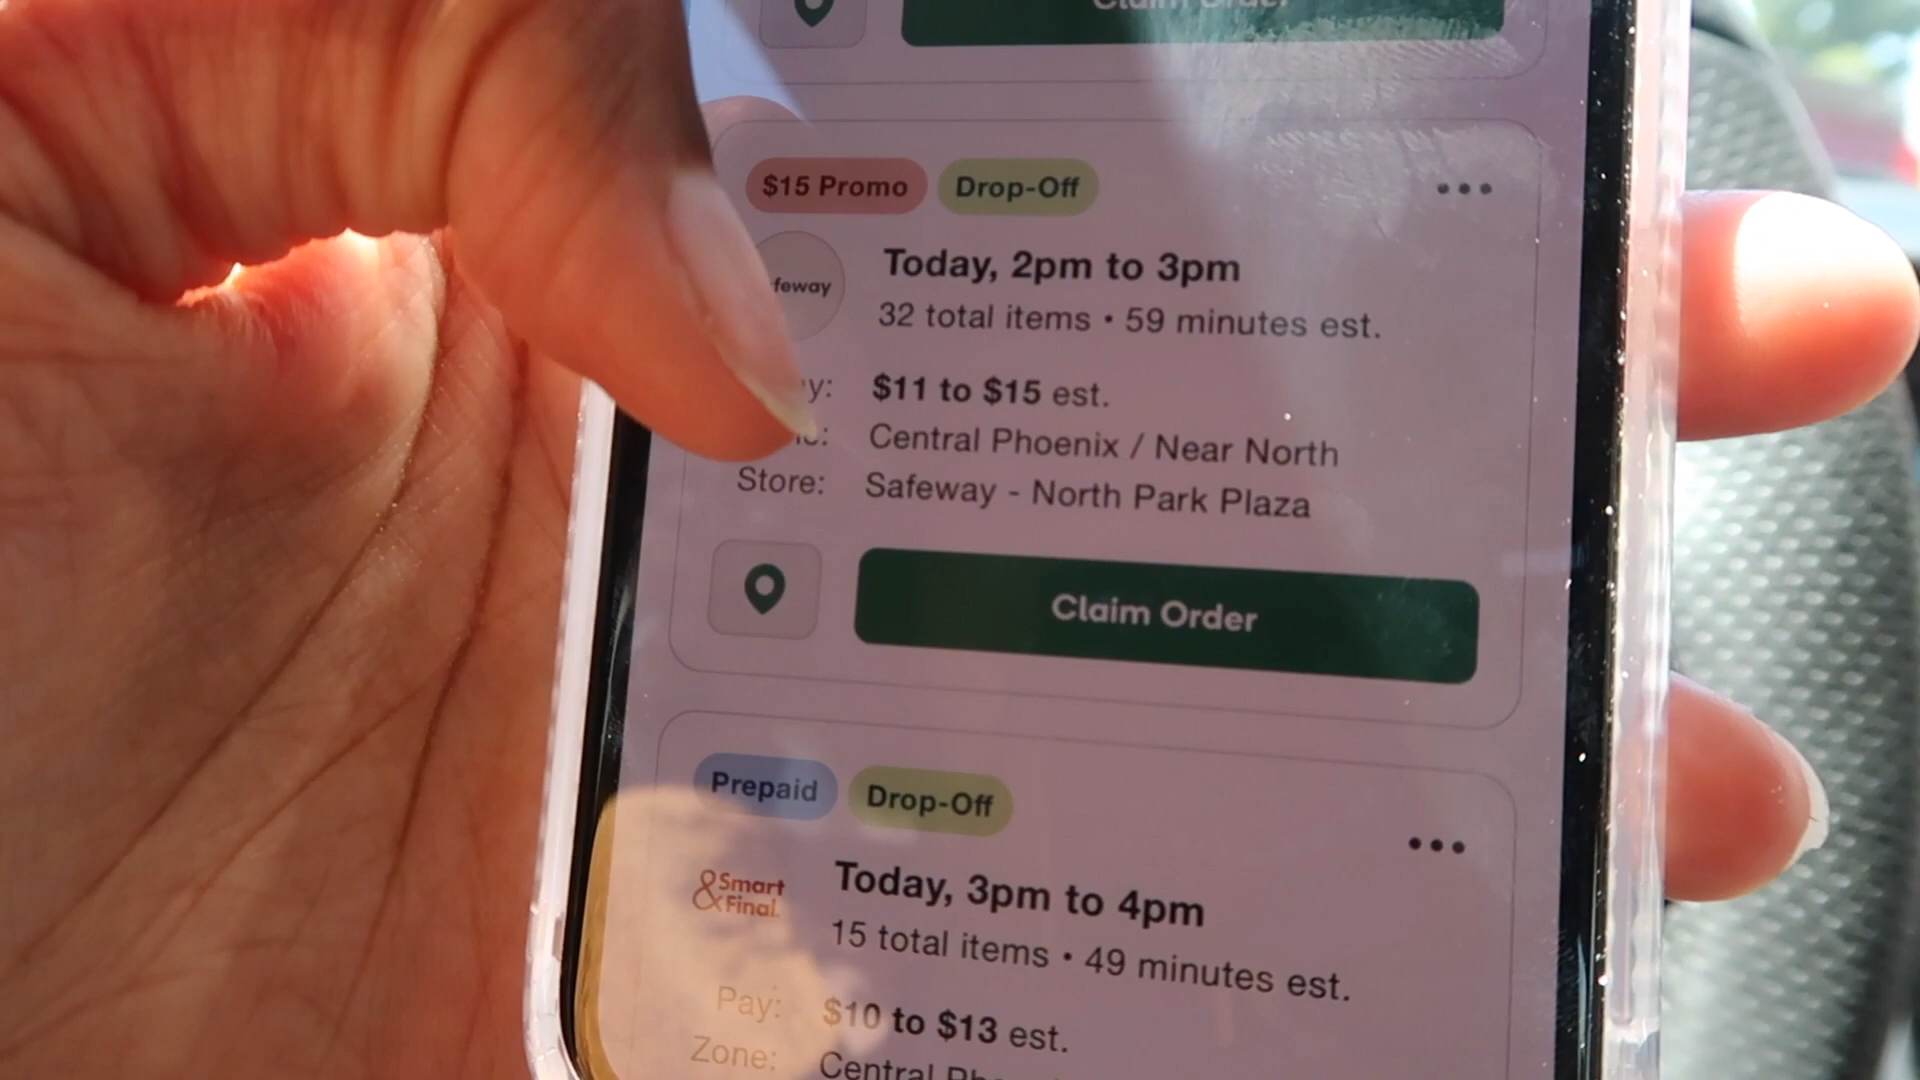 Claim Order
$15 Promo Drop-Off
feway
Today, 2pm to 3pm
32 total items • 59 minutes est.
y: $11 to $15 est.
Central Phoenix / Near North
Store: Safeway - North Park Plaza
Claim Order
Prepaid Drop-Off
Smart
& Final.
Today, 3pm to 4pm
15 total items • 49 minutes est.
Pay: $10 to $13 est.
Zone: Central